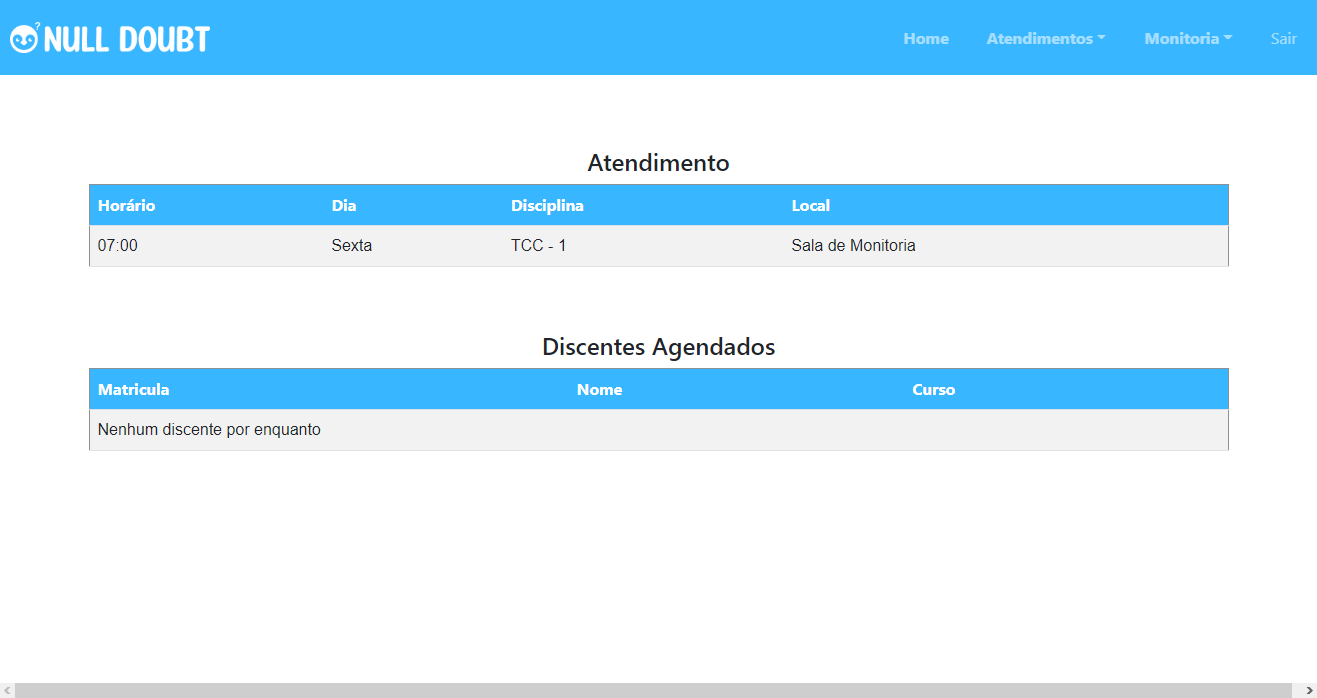 ? NULL DOUBT Home Atendimentos Monitoria Sair
Atendimento
Horário Dia Disciplina Local
07:00 Sexta TCC - 1 Sala de Monitoria
Discentes Agendados
Matricula Nome Curso
Nenhum discente por enquanto